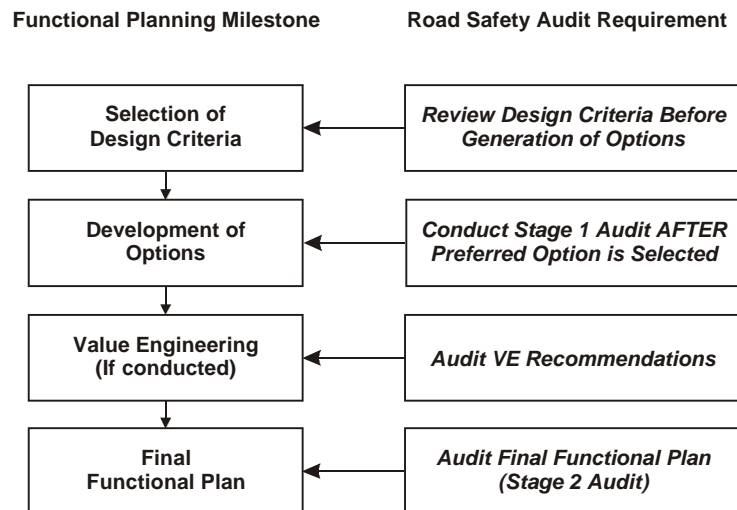 Functional Planning Milestone
Road Safety Audit Requirement
Selection of
Design Criteria
Review Design Criteria Before
Generation of Options
Development of
Options
Conduct Stage 1 Audit AFTER
Preferred Option is Selected
Value Engineering
(If conducted)
Audit VE Recommendations
Final
Functional Plan
Audit Final Functional Plan
(Stage 2 Audit)